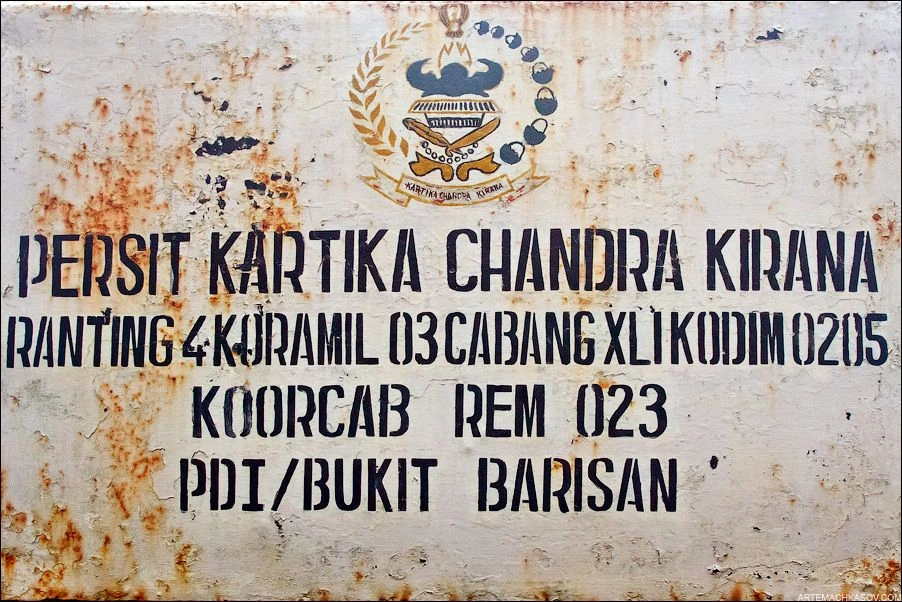 KARTIKA CHANDRA KIRANA
PERSIT KARTIKA CHANDRA KIRANA
RANTING 4 KORAMIL 03 CABANG XLI KODIM 0205
KOORCAB REM 023
PDI/BUKIT BARISAN
ARTEMACHKASOV.COM